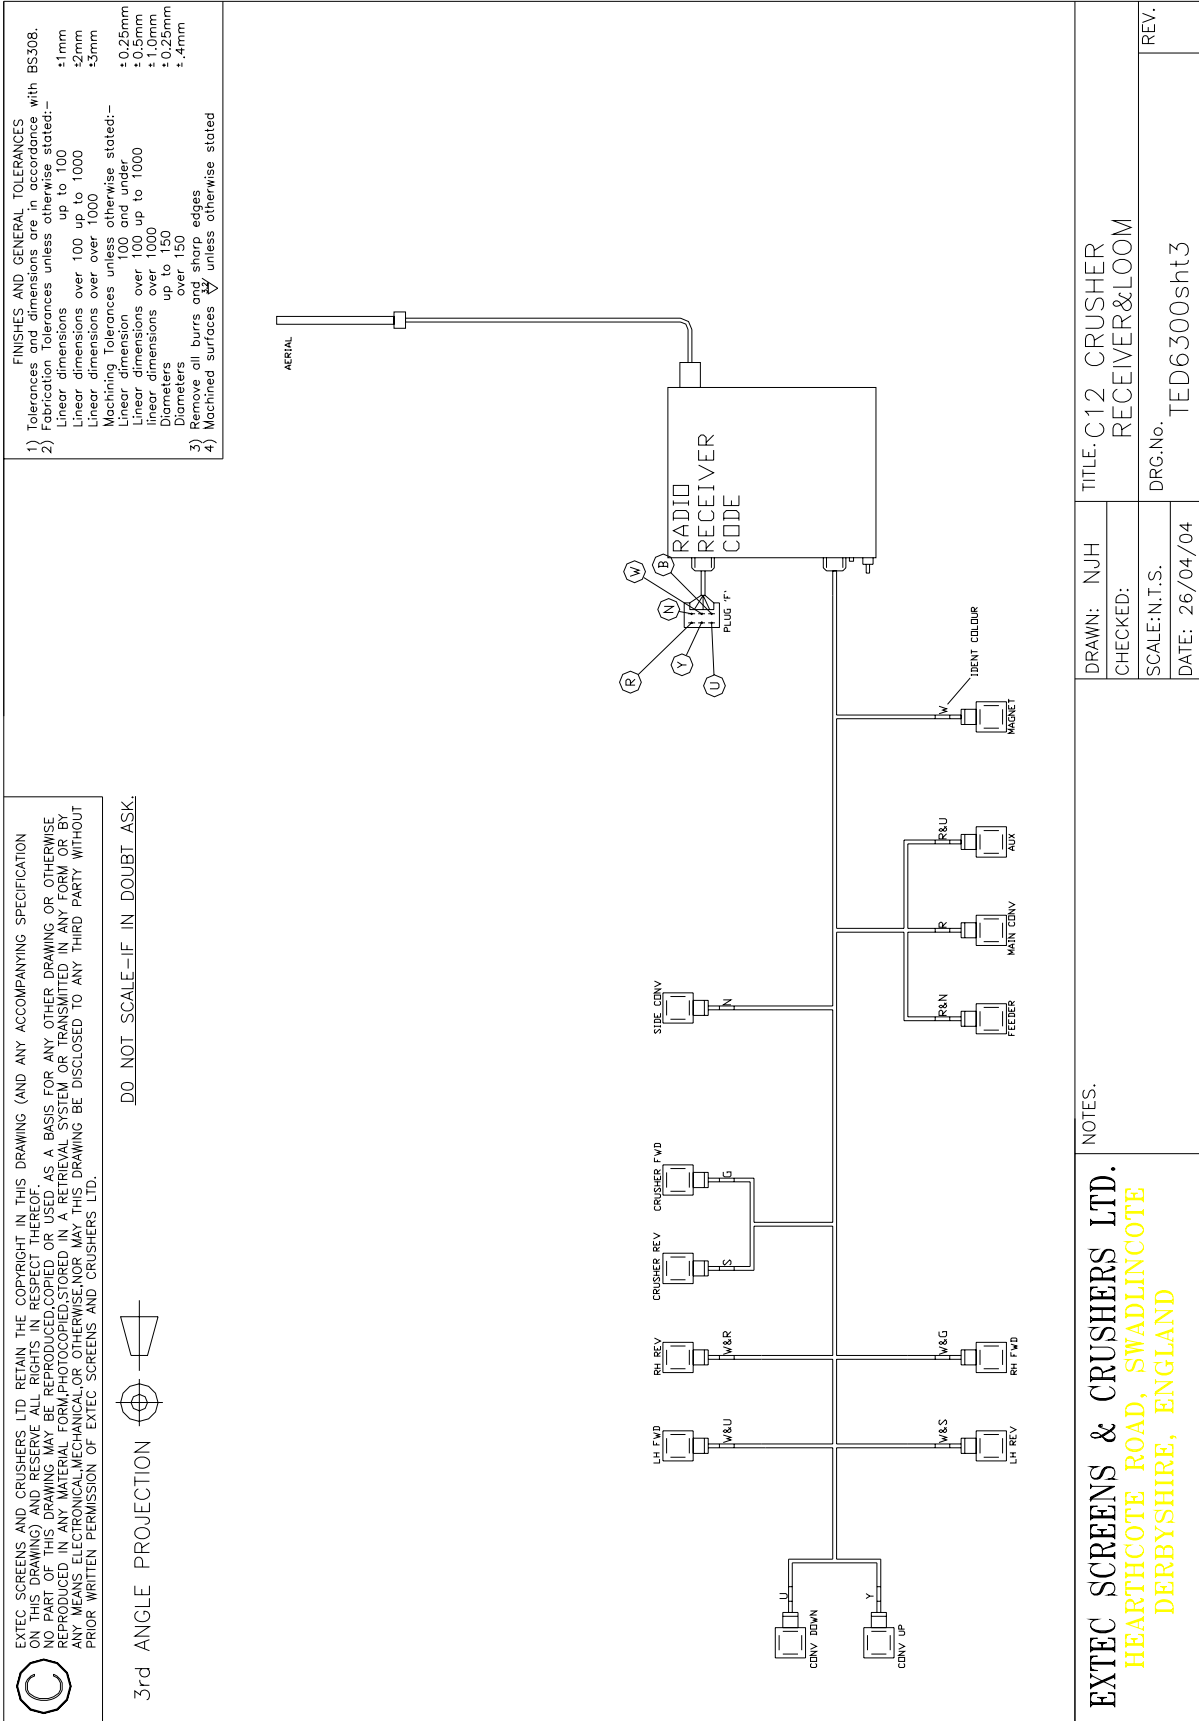 EXTEC SCREENS AND CRUSHERS LTD RETAIN THE COPYRIGHT IN THIS DRAWING (AND ANY ACCOMPANYING SPECIFICATION
ON THIS DRAWING) AND RESERVE ALL RIGHTS IN RESPECT THEREOF.
NO PART OF THIS DRAWING MAY BE REPRODUCED,COPIED OR USED AS A BASIS FOR ANY OTHER DRAWING OR OTHERWISE
REPRODUCED IN ANY MATERIAL FORM,PHOTOCOPIED,STORED IN A RETRIEVAL SYSTEM OR TRANSMITTED IN ANY FORM OR BY
ANY MEANS ELECTRONICAL,MECHANICAL,OR OTHERWISE,NOR MAY THIS DRAWING BE DISCLOSED TO ANY THIRD PARTY WITHOUT
PRIOR WRITTEN PERMISSION OF EXTEC SCREENS AND CRUSHERS LTD.
C
3rd ANGLE PROJECTION
DO NOT SCALE-IF IN DOUBT ASK.
FINISHES AND GENERAL TOLERANCES
1) Tolerances and dimensions are in accordance with BS308.
2) Fabrication Tolerances unless otherwise stated:-
Linear dimensions up to 100 ±1mm
Linear dimensions over 100 up to 1000 ±2mm
Linear dimensions over over 1000 ±3mm
Machining Tolerances unless otherwise stated:-
Linear dimension 100 and under ± 0.25mm
Linear dimensions over 100 up to 1000 ± 0.5mm
linear dimensions over 1000 ± 1.0mm
Diameters up to 150 ± 0.25mm
Diameters over 150 ± .4mm
3) Remove all burrs and sharp edges
4) Machined surfaces 3.2 unless otherwise stated
AERIAL
RADIO
RECEIVER
CODE
W
B
N
R
Y
U
PLUG 'F'
LH FWD
W&U
RH REV
W&R
CRUSHER REV
S
CRUSHER FWD
G
SIDE CONV
N
CONV DOWN
U
CONV UP
Y
W&S
LH REV
W&G
RH FWD
R&N
FEEDER
R
MAIN CONV
R&U
AUX
W
MAGNET
IDENT COLOUR
EXTEC SCREENS & CRUSHERS LTD.
HEARTHCOTE ROAD, SWADLINCOTE
DERBYSHIRE, ENGLAND
NOTES.
DRAWN: NJH
CHECKED:
SCALE:N.T.S.
DATE: 26/04/04
TITLE. C12 CRUSHER
RECEIVER&LOOM
DRG.No.
TED6300sht3
REV.